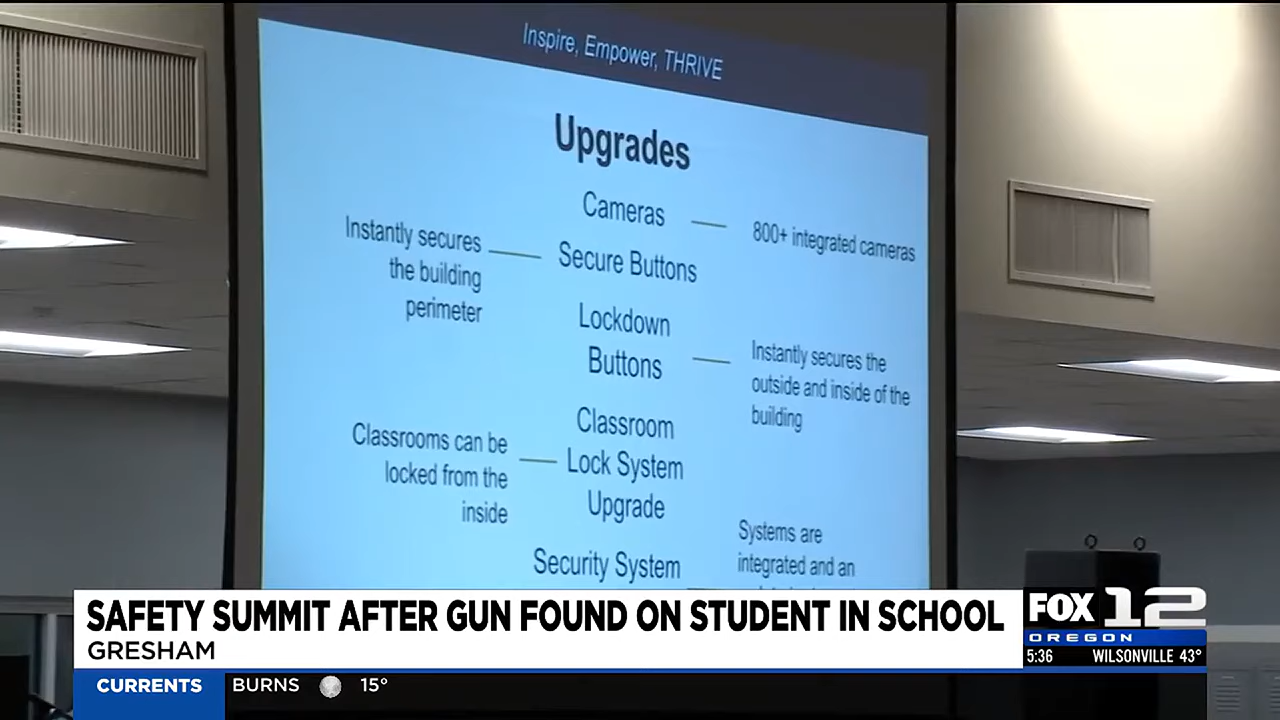 Inspire, Empower, THRIVE
Upgrades
Cameras
800+ integrated cameras
Instantly secures
the building
perimeter
Secure Buttons
Lockdown
Buttons
Instantly secures the
outside and inside of the
building
Classrooms can be
locked from the
inside
Classroom
Lock System
Upgrade
Security System
Systems are
integrated and an
SAFETY SUMMIT AFTER GUN FOUND ON STUDENT IN SCHOOL
GRESHAM
FOX 12
OREGON
5:36 WILSONVILLE 43°
CURRENTS BURNS 15°